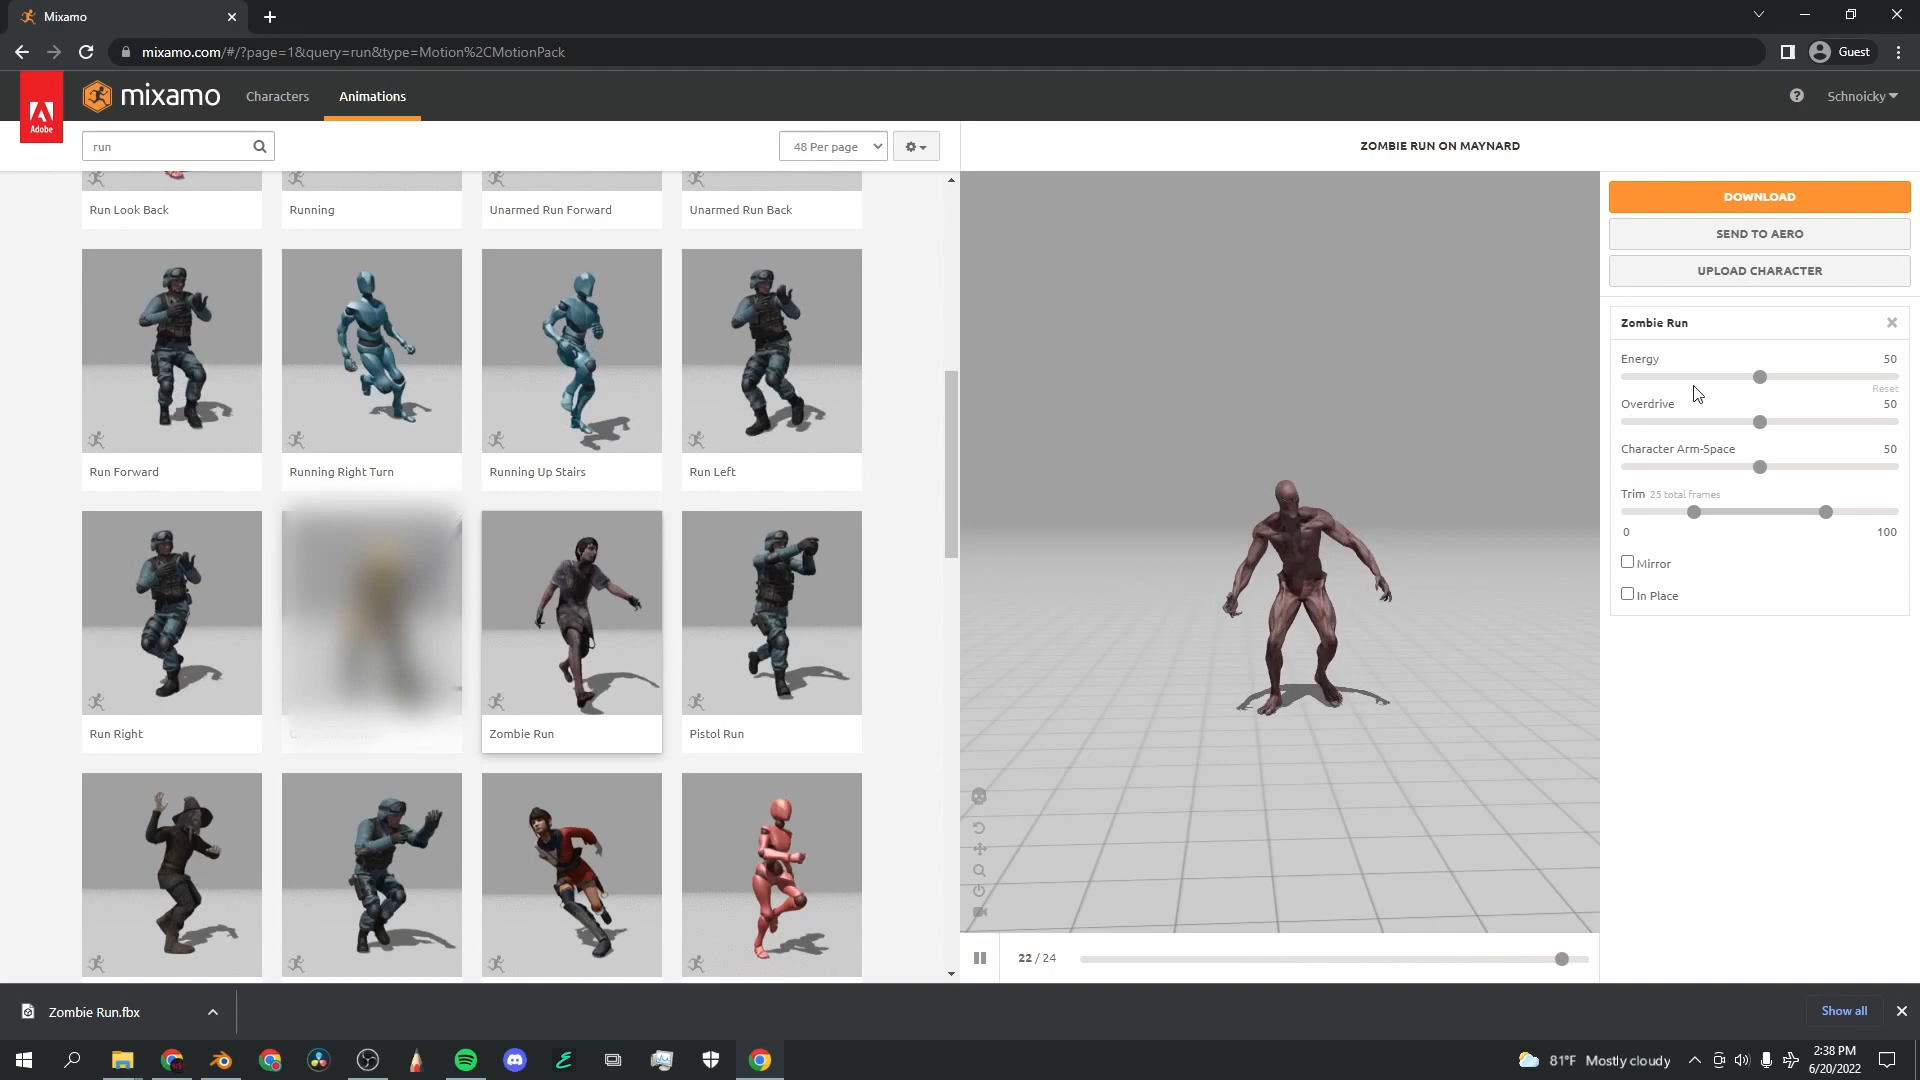 Mixamo
mixamo.com/#/?page=1&query=run&type=Motion%2CMotionPack
Guest
Adobe
mixamo
Characters
Animations
Schnoicky
run
48 Per page
ZOMBIE RUN ON MAYNARD
Run Look Back
Running
Unarmed Run Forward
Unarmed Run Back
DOWNLOAD
SEND TO AERO
UPLOAD CHARACTER
Zombie Run
Energy
50
Reset
Overdrive
50
Character Arm-Space
50
Trim 25 total frames
0
100
Mirror
In Place
Run Forward
Running Right Turn
Running Up Stairs
Run Left
Run Right
Zombie Run
Pistol Run
22 / 24
Zombie Run.fbx
Show all
81°F Mostly cloudy
2:38 PM
6/20/2022